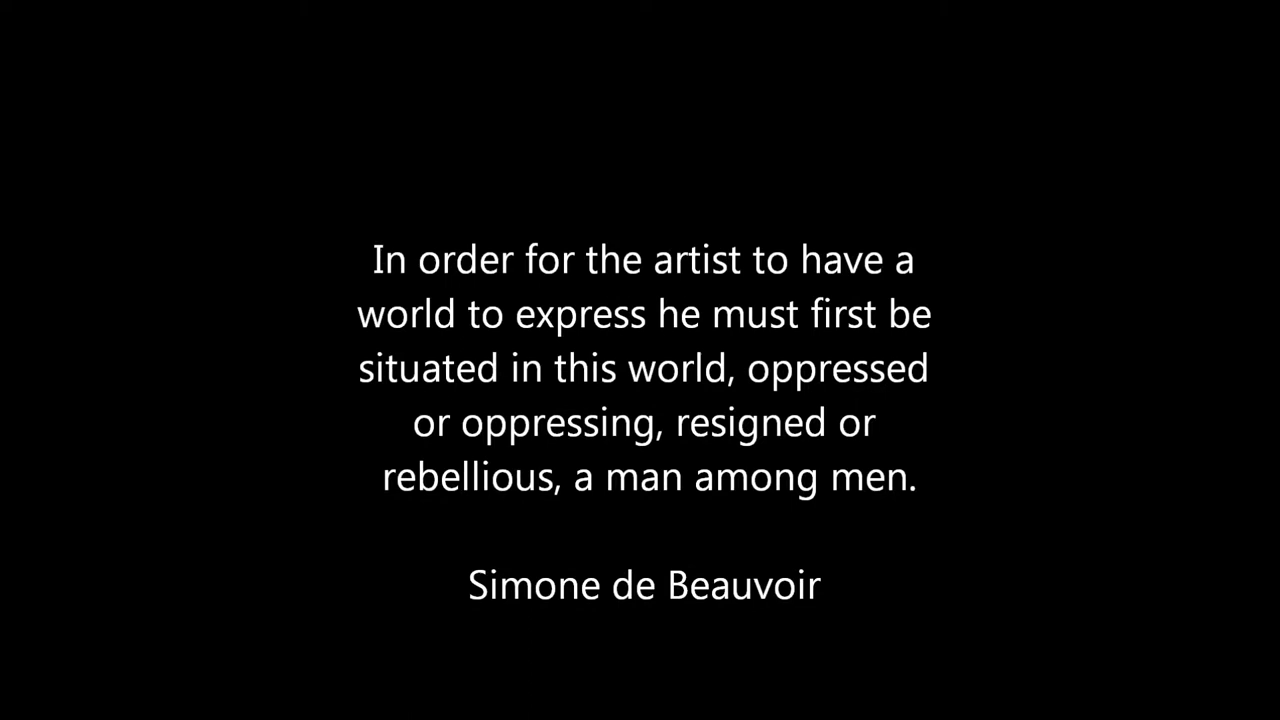 In order for the artist to have a
world to express he must first be
situated in this world, oppressed
or oppressing, resigned or
rebellious, a man among men.
Simone de Beauvoir